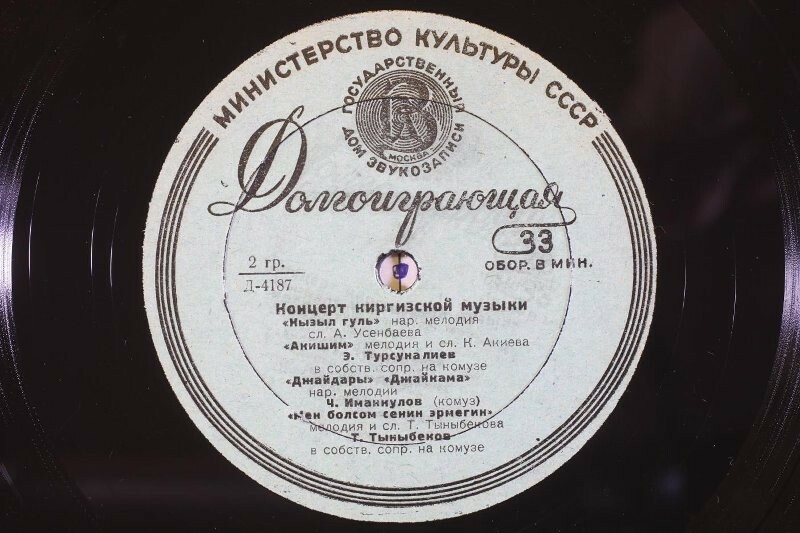 МИНИСТЕРСТВО КУЛЬТУРЫ СССР
ГОСУДАРСТВЕННЫЙ
ДОМ ЗВУКОЗАПИСИ
МОСКВА
Долгоиграющая
33
ОБОР. В МИН.
2 гр.
Д-4187
Концерт киргизской музыки
«Кызыл гуль» нар. мелодия
сл. А. Усенбаева
«Акишим» мелодия и сл. К. Акиева
Э. Турсуналиев
в собств. сопр. на комузе
«Джайдары» «Джайкама»
нар. мелодии
Ч. Иманкулов (комуз)
«Мен болсом сенин эрмегин»
мелодия и сл. Т. Тыныбекова
Т. Тыныбеков
в собств. сопр. на комузе